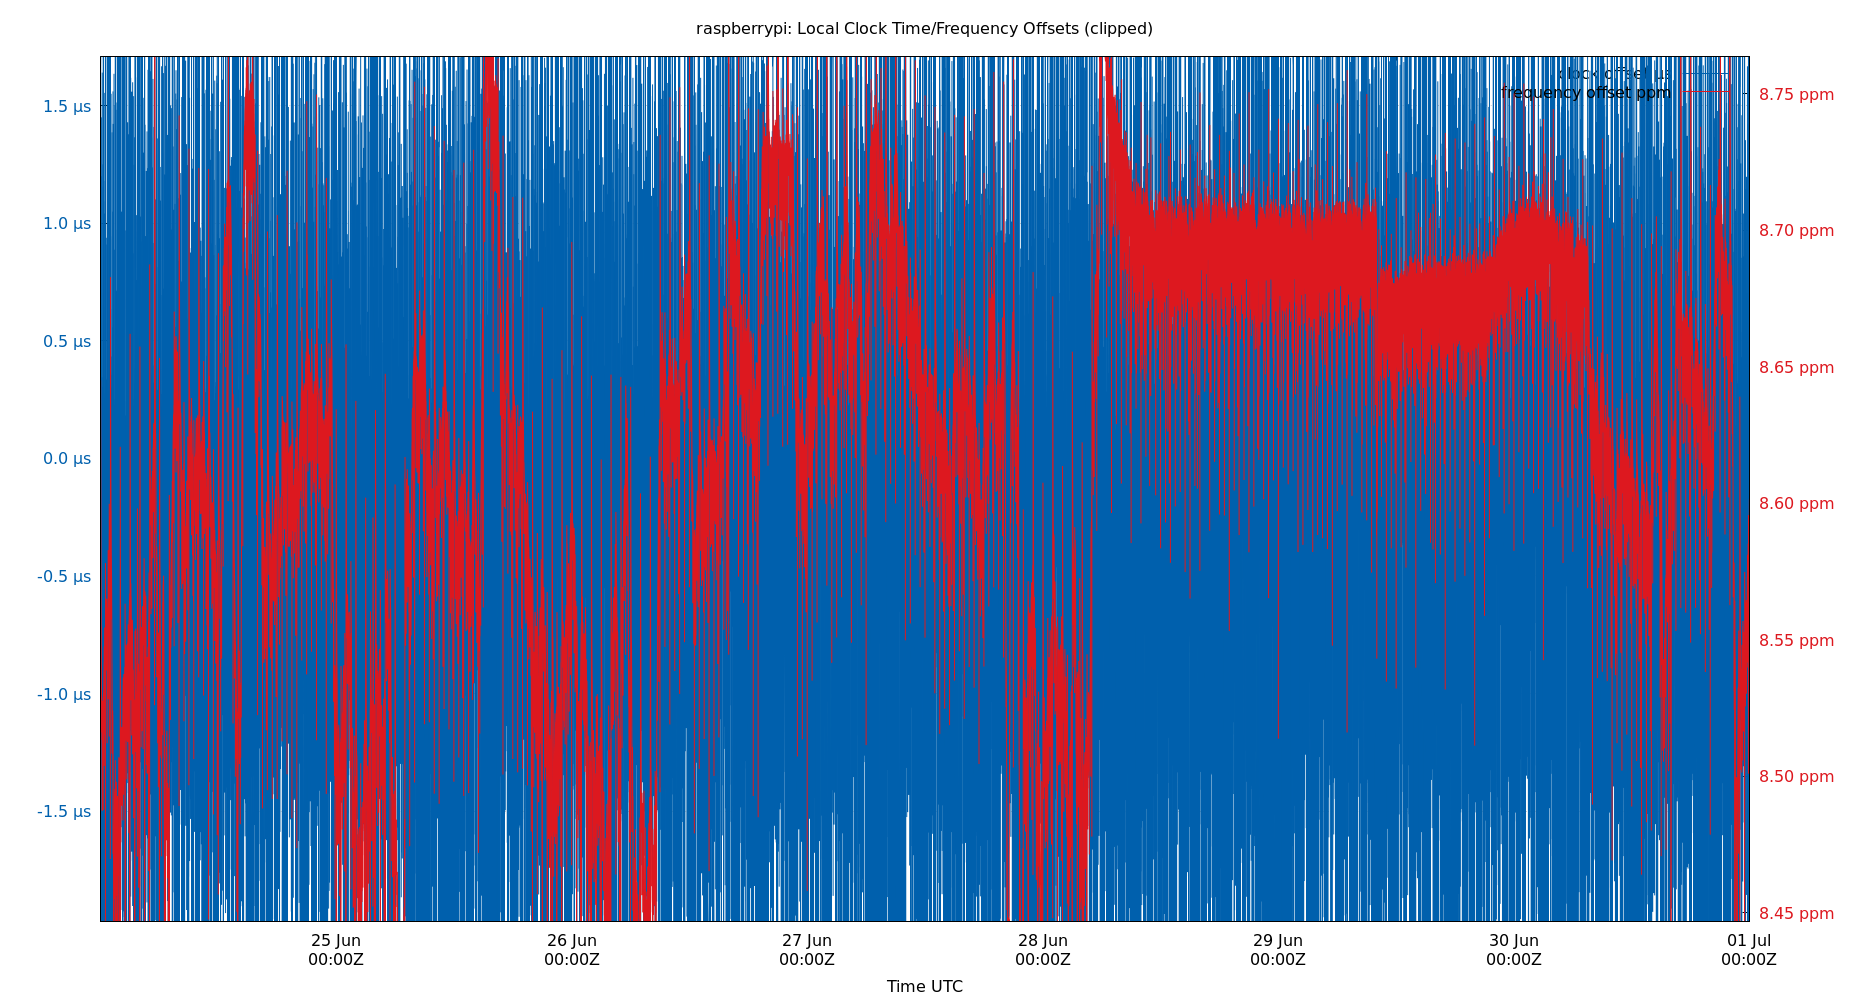 raspberrypi: Local Clock Time/Frequency Offsets (clipped)
clock offset µs
frequency offset ppm
1.5 µs
1.0 µs
0.5 µs
0.0 µs
-0.5 µs
-1.0 µs
-1.5 µs
8.75 ppm
8.70 ppm
8.65 ppm
8.60 ppm
8.55 ppm
8.50 ppm
8.45 ppm
25 Jun
00:00Z
26 Jun
00:00Z
27 Jun
00:00Z
28 Jun
00:00Z
29 Jun
00:00Z
30 Jun
00:00Z
01 Jul
00:00Z
Time UTC